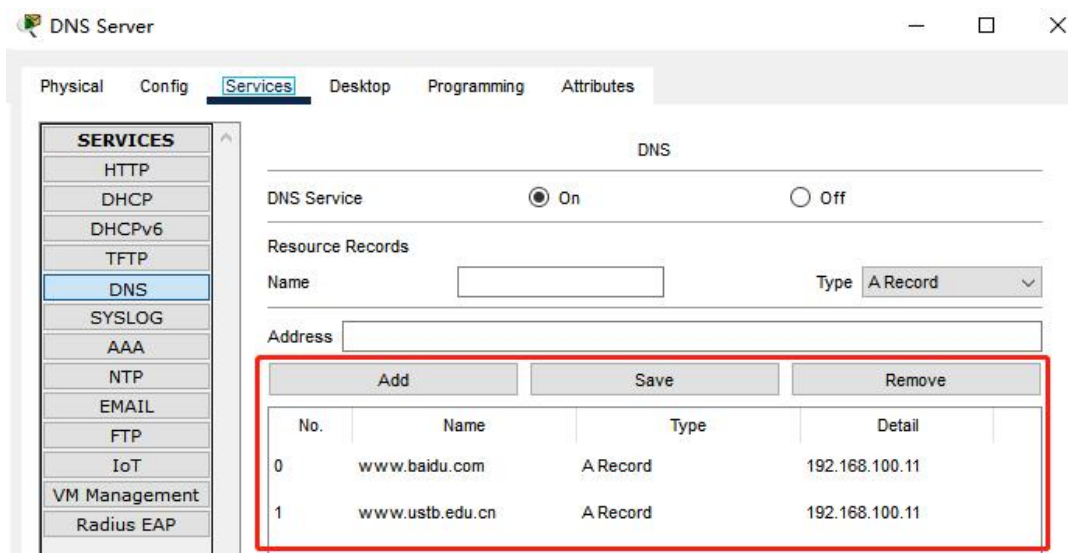 DNS Server
Physical Config Services Desktop Programming Attributes
SERVICES
HTTP
DHCP
DHCPv6
TFTP
DNS
SYSLOG
AAA
NTP
EMAIL
FTP
IoT
VM Management
Radius EAP
DNS
DNS Service On Off
Resource Records
Name Type A Record
Address
Add Save Remove
No. Name Type Detail
0 www.baidu.com A Record 192.168.100.11
1 www.ustb.edu.cn A Record 192.168.100.11